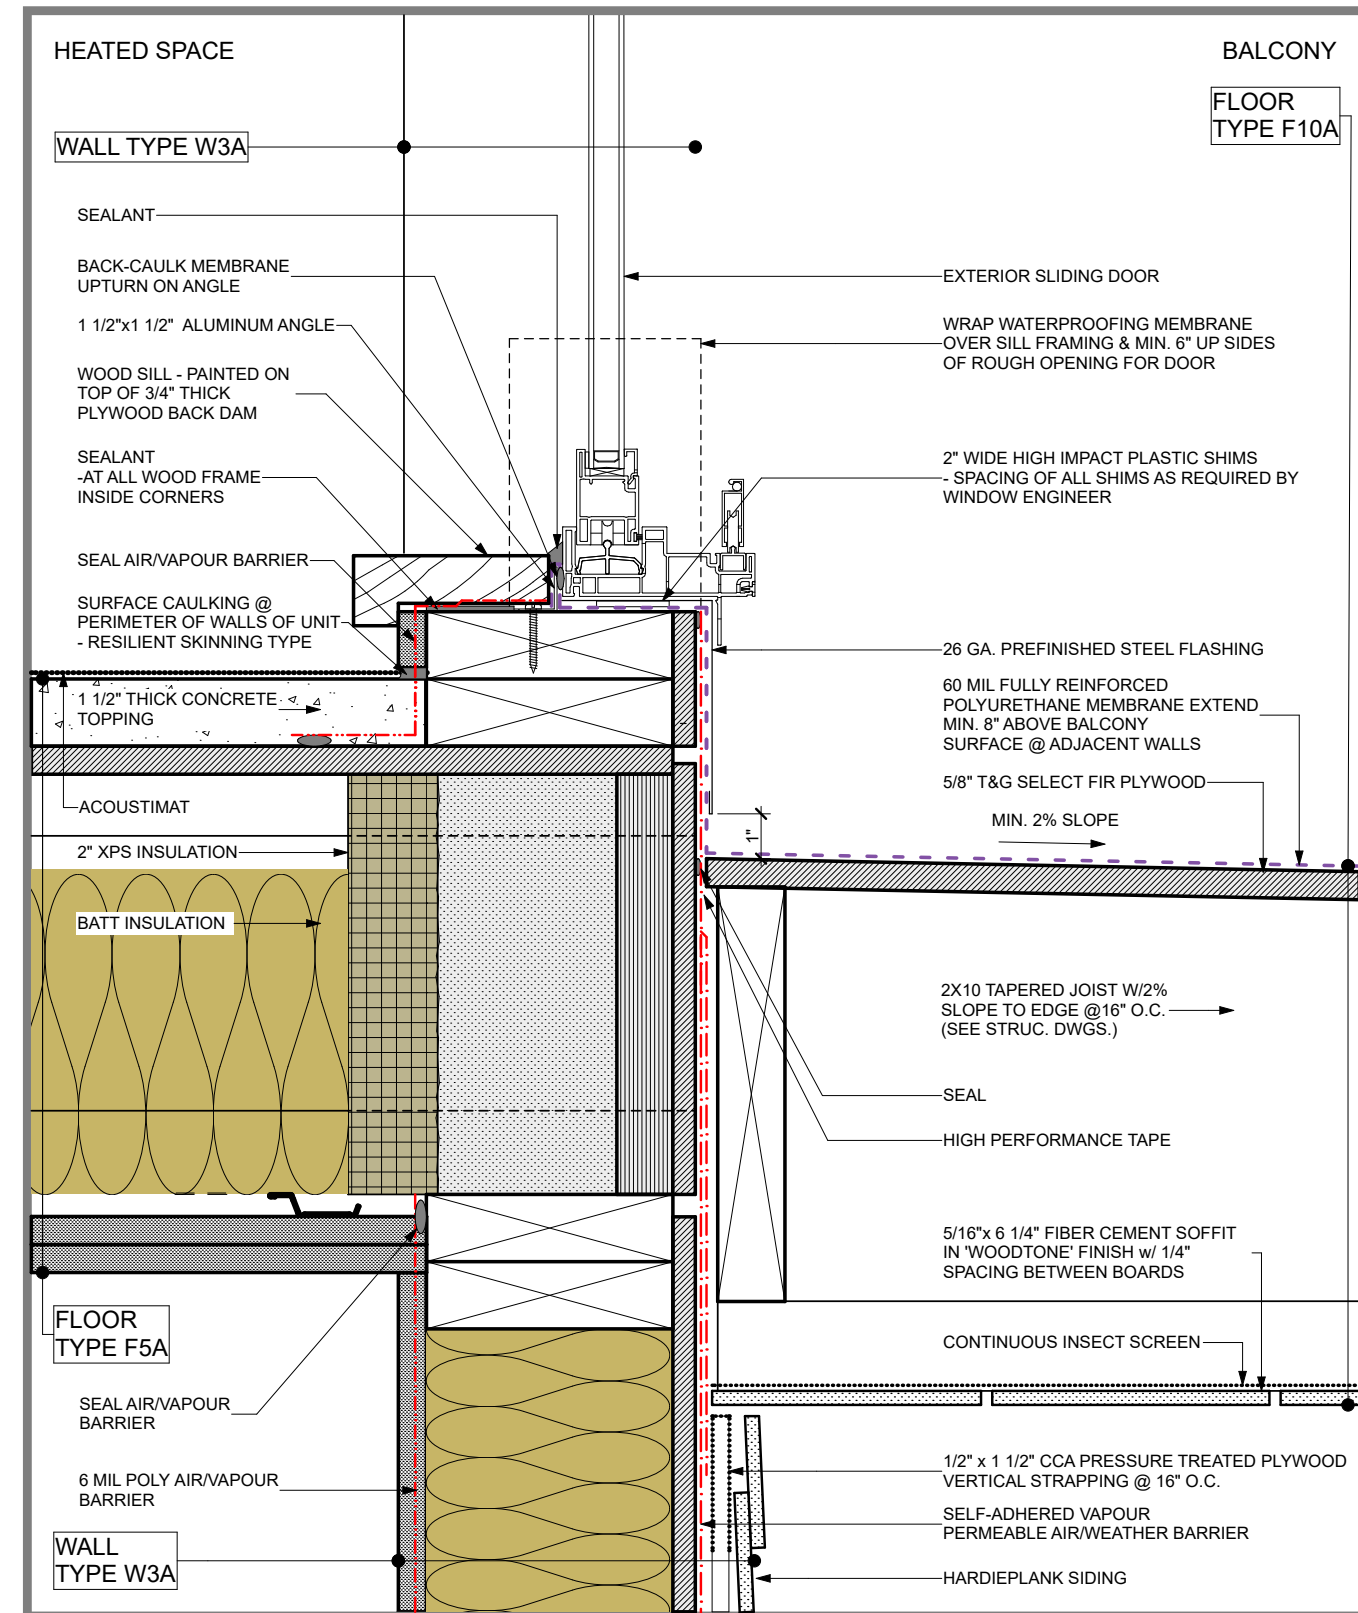 HEATED SPACE
BALCONY
FLOOR
TYPE F10A
WALL TYPE W3A
SEALANT
BACK-CAULK MEMBRANE
UPTURN ON ANGLE
1 1/2"x1 1/2" ALUMINUM ANGLE
WOOD SILL - PAINTED ON
TOP OF 3/4" THICK
PLYWOOD BACK DAM
SEALANT
-AT ALL WOOD FRAME
INSIDE CORNERS
SEAL AIR/VAPOUR BARRIER
SURFACE CAULKING @
PERIMETER OF WALLS OF UNIT
- RESILIENT SKINNING TYPE
1 1/2" THICK CONCRETE
TOPPING
ACOUSTIMAT
2" XPS INSULATION
BATT INSULATION
FLOOR
TYPE F5A
SEAL AIR/VAPOUR
BARRIER
6 MIL POLY AIR/VAPOUR
BARRIER
WALL
TYPE W3A
EXTERIOR SLIDING DOOR
WRAP WATERPROOFING MEMBRANE
OVER SILL FRAMING & MIN. 6" UP SIDES
OF ROUGH OPENING FOR DOOR
2" WIDE HIGH IMPACT PLASTIC SHIMS
- SPACING OF ALL SHIMS AS REQUIRED BY
WINDOW ENGINEER
26 GA. PREFINISHED STEEL FLASHING
60 MIL FULLY REINFORCED
POLYURETHANE MEMBRANE EXTEND
MIN. 8" ABOVE BALCONY
SURFACE @ ADJACENT WALLS
5/8" T&G SELECT FIR PLYWOOD
MIN. 2% SLOPE
1"
2X10 TAPERED JOIST W/2%
SLOPE TO EDGE @16" O.C.
(SEE STRUC. DWGS.)
SEAL
HIGH PERFORMANCE TAPE
5/16"x 6 1/4" FIBER CEMENT SOFFIT
IN 'WOODTONE' FINISH w/ 1/4"
SPACING BETWEEN BOARDS
CONTINUOUS INSECT SCREEN
1/2" x 1 1/2" CCA PRESSURE TREATED PLYWOOD
VERTICAL STRAPPING @ 16" O.C.
SELF-ADHERED VAPOUR
PERMEABLE AIR/WEATHER BARRIER
HARDIEPLANK SIDING